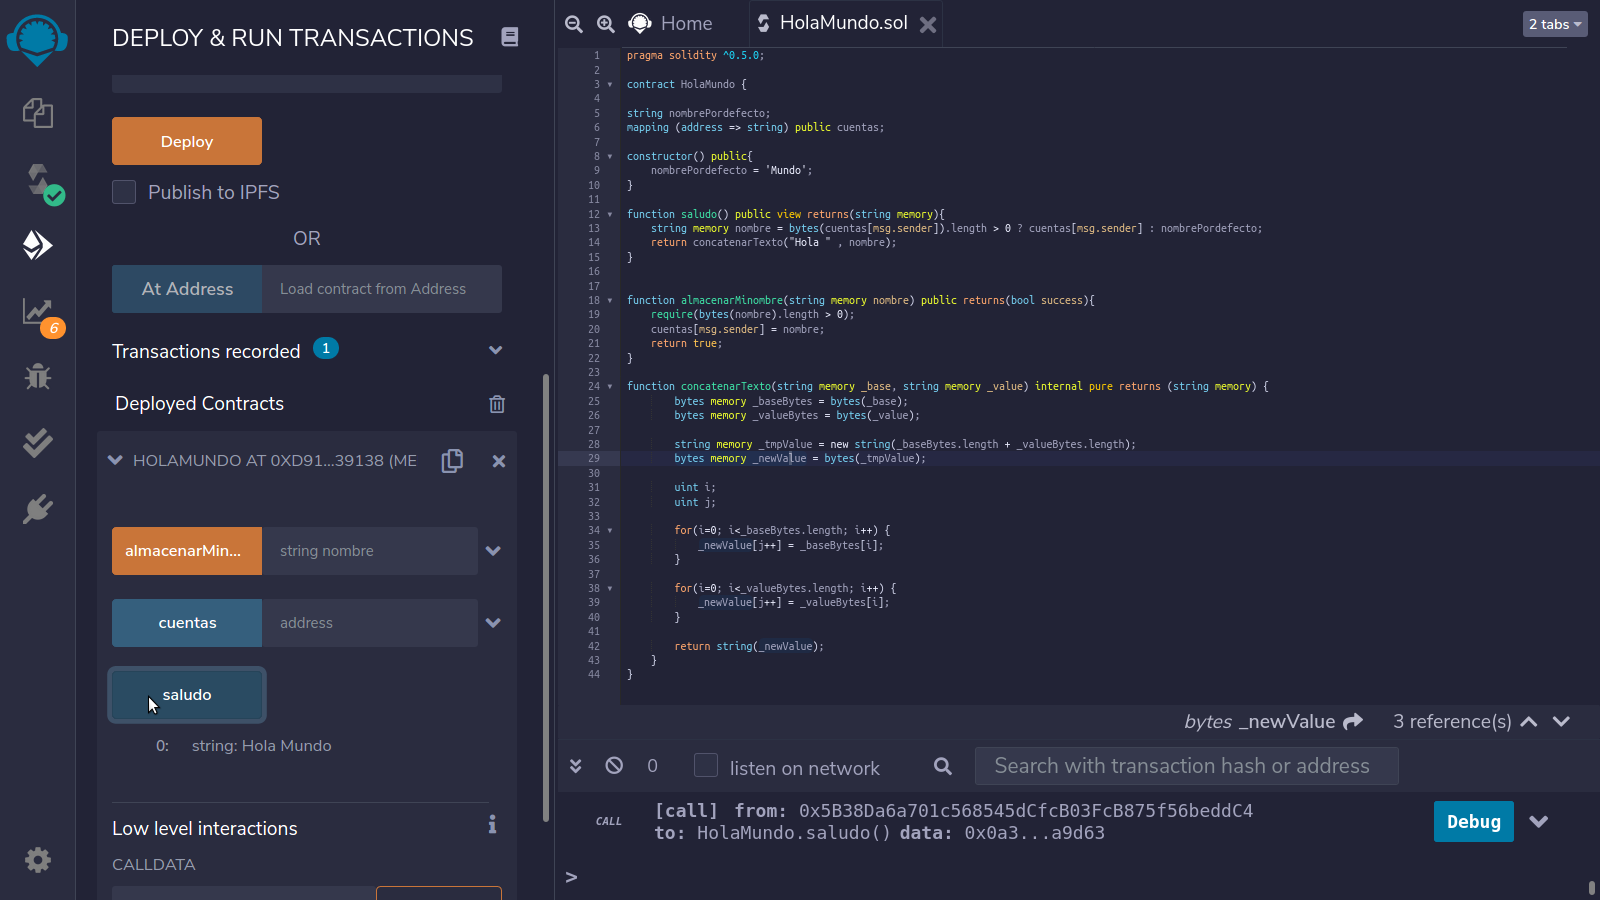 DEPLOY & RUN TRANSACTIONS
Deploy
Publish to IPFS
OR
At Address
Load contract from Address
Transactions recorded 1
Deployed Contracts
HOLAMUNDO AT 0XD91...39138 (ME
almacenarMin...
string nombre
cuentas
address
saludo
0: string: Hola Mundo
Low level interactions
CALLDATA
6
Home
HolaMundo.sol
2 tabs
1 pragma solidity ^0.5.0;
2
3 contract HolaMundo {
4
5 string nombrePordefecto;
6 mapping (address => string) public cuentas;
7
8 constructor() public{
9 nombrePordefecto = 'Mundo';
10 }
11
12 function saludo() public view returns(string memory){
13 string memory nombre = bytes(cuentas[msg.sender]).length > 0 ? cuentas[msg.sender] : nombrePordefecto;
14 return concatenarTexto("Hola " , nombre);
15 }
16
17
18 function almacenarMinombre(string memory nombre) public returns(bool success){
19 require(bytes(nombre).length > 0);
20 cuentas[msg.sender] = nombre;
21 return true;
22 }
23
24 function concatenarTexto(string memory _base, string memory _value) internal pure returns (string memory) {
25 bytes memory _baseBytes = bytes(_base);
26 bytes memory _valueBytes = bytes(_value);
27
28 string memory _tmpValue = new string(_baseBytes.length + _valueBytes.length);
29 bytes memory _newValue = bytes(_tmpValue);
30
31 uint i;
32 uint j;
33
34 for(i=0; i<_baseBytes.length; i++) {
35 _newValue[j++] = _baseBytes[i];
36 }
37
38 for(i=0; i<_valueBytes.length; i++) {
39 _newValue[j++] = _valueBytes[i];
40 }
41
42 return string(_newValue);
43 }
44 }
bytes _newValue 3 reference(s)
0
listen on network
Search with transaction hash or address
CALL
[call] from: 0x5B38Da6a701c568545dCfcB03FcB875f56beddC4
to: HolaMundo.saludo() data: 0x0a3...a9d63
Debug
>